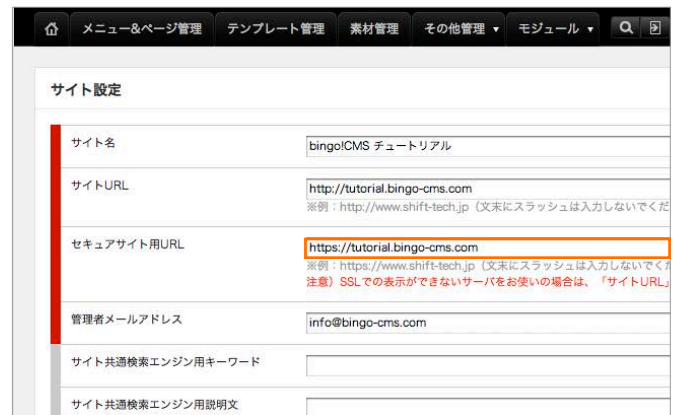 メニュー&ページ管理 テンプレート管理 素材管理 その他管理 ▼ モジュール ▼
サイト設定
サイト名 bingo!CMS チュートリアル
サイトURL http://tutorial.bingo-cms.com
※例：http://www.shift-tech.jp（文末にスラッシュは入力しないでくだ
セキュアサイト用URL https://tutorial.bingo-cms.com
※例：https://www.shift-tech.jp（文末にスラッシュは入力しないでくだ
注意）SSLでの表示ができないサーバをお使いの場合は、「サイトURL」
管理者メールアドレス info@bingo-cms.com
サイト共通検索エンジン用キーワード
サイト共通検索エンジン用説明文